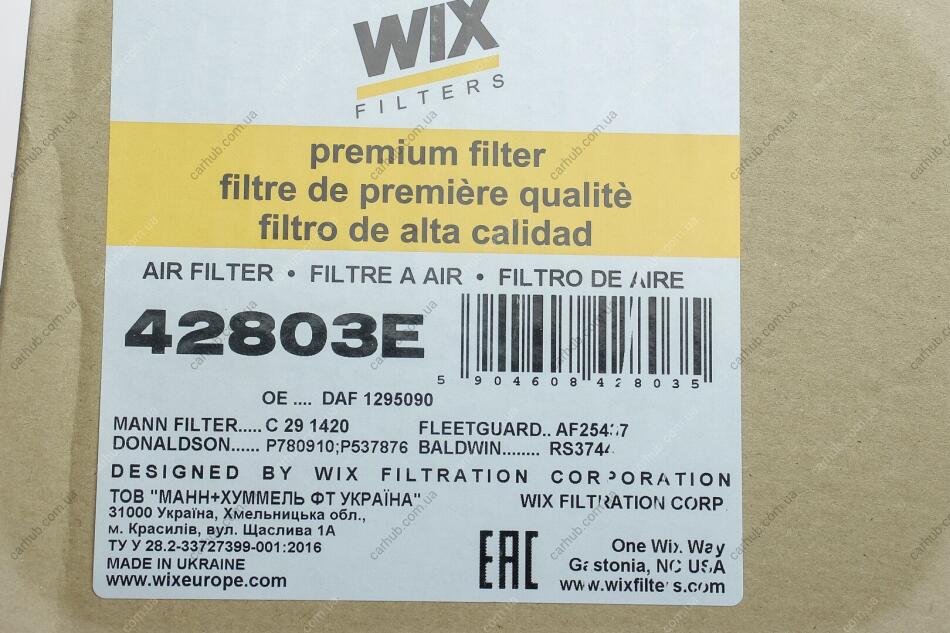 WIX
FILTERS
premium filter
filtre de première qualitè
filtro de alta calidad
AIR FILTER • FILTRE A AIR • FILTRO DE AIRE
42803E
5 904608 428035
OE .... DAF 1295090
MANN FILTER..... C 29 1420 FLEETGUARD.. AF25437
DONALDSON...... P780910;P537876 BALDWIN........ RS3744
DESIGNED BY WIX FILTRATION CORPORATION
ТОВ "МАНН+ХУММЕЛЬ ФТ УКРАЇНА" WIX FILTRATION CORP.
31000 Україна, Хмельницька обл.,
м. Красилів, вул. Щаслива 1А
ТУ У 28.2-33727399-001:2016
MADE IN UKRAINE
www.wixeurope.com
EAC
One Wix Way
Gastonia, NC USA
www.wixfilters.com
carhub.com.ua